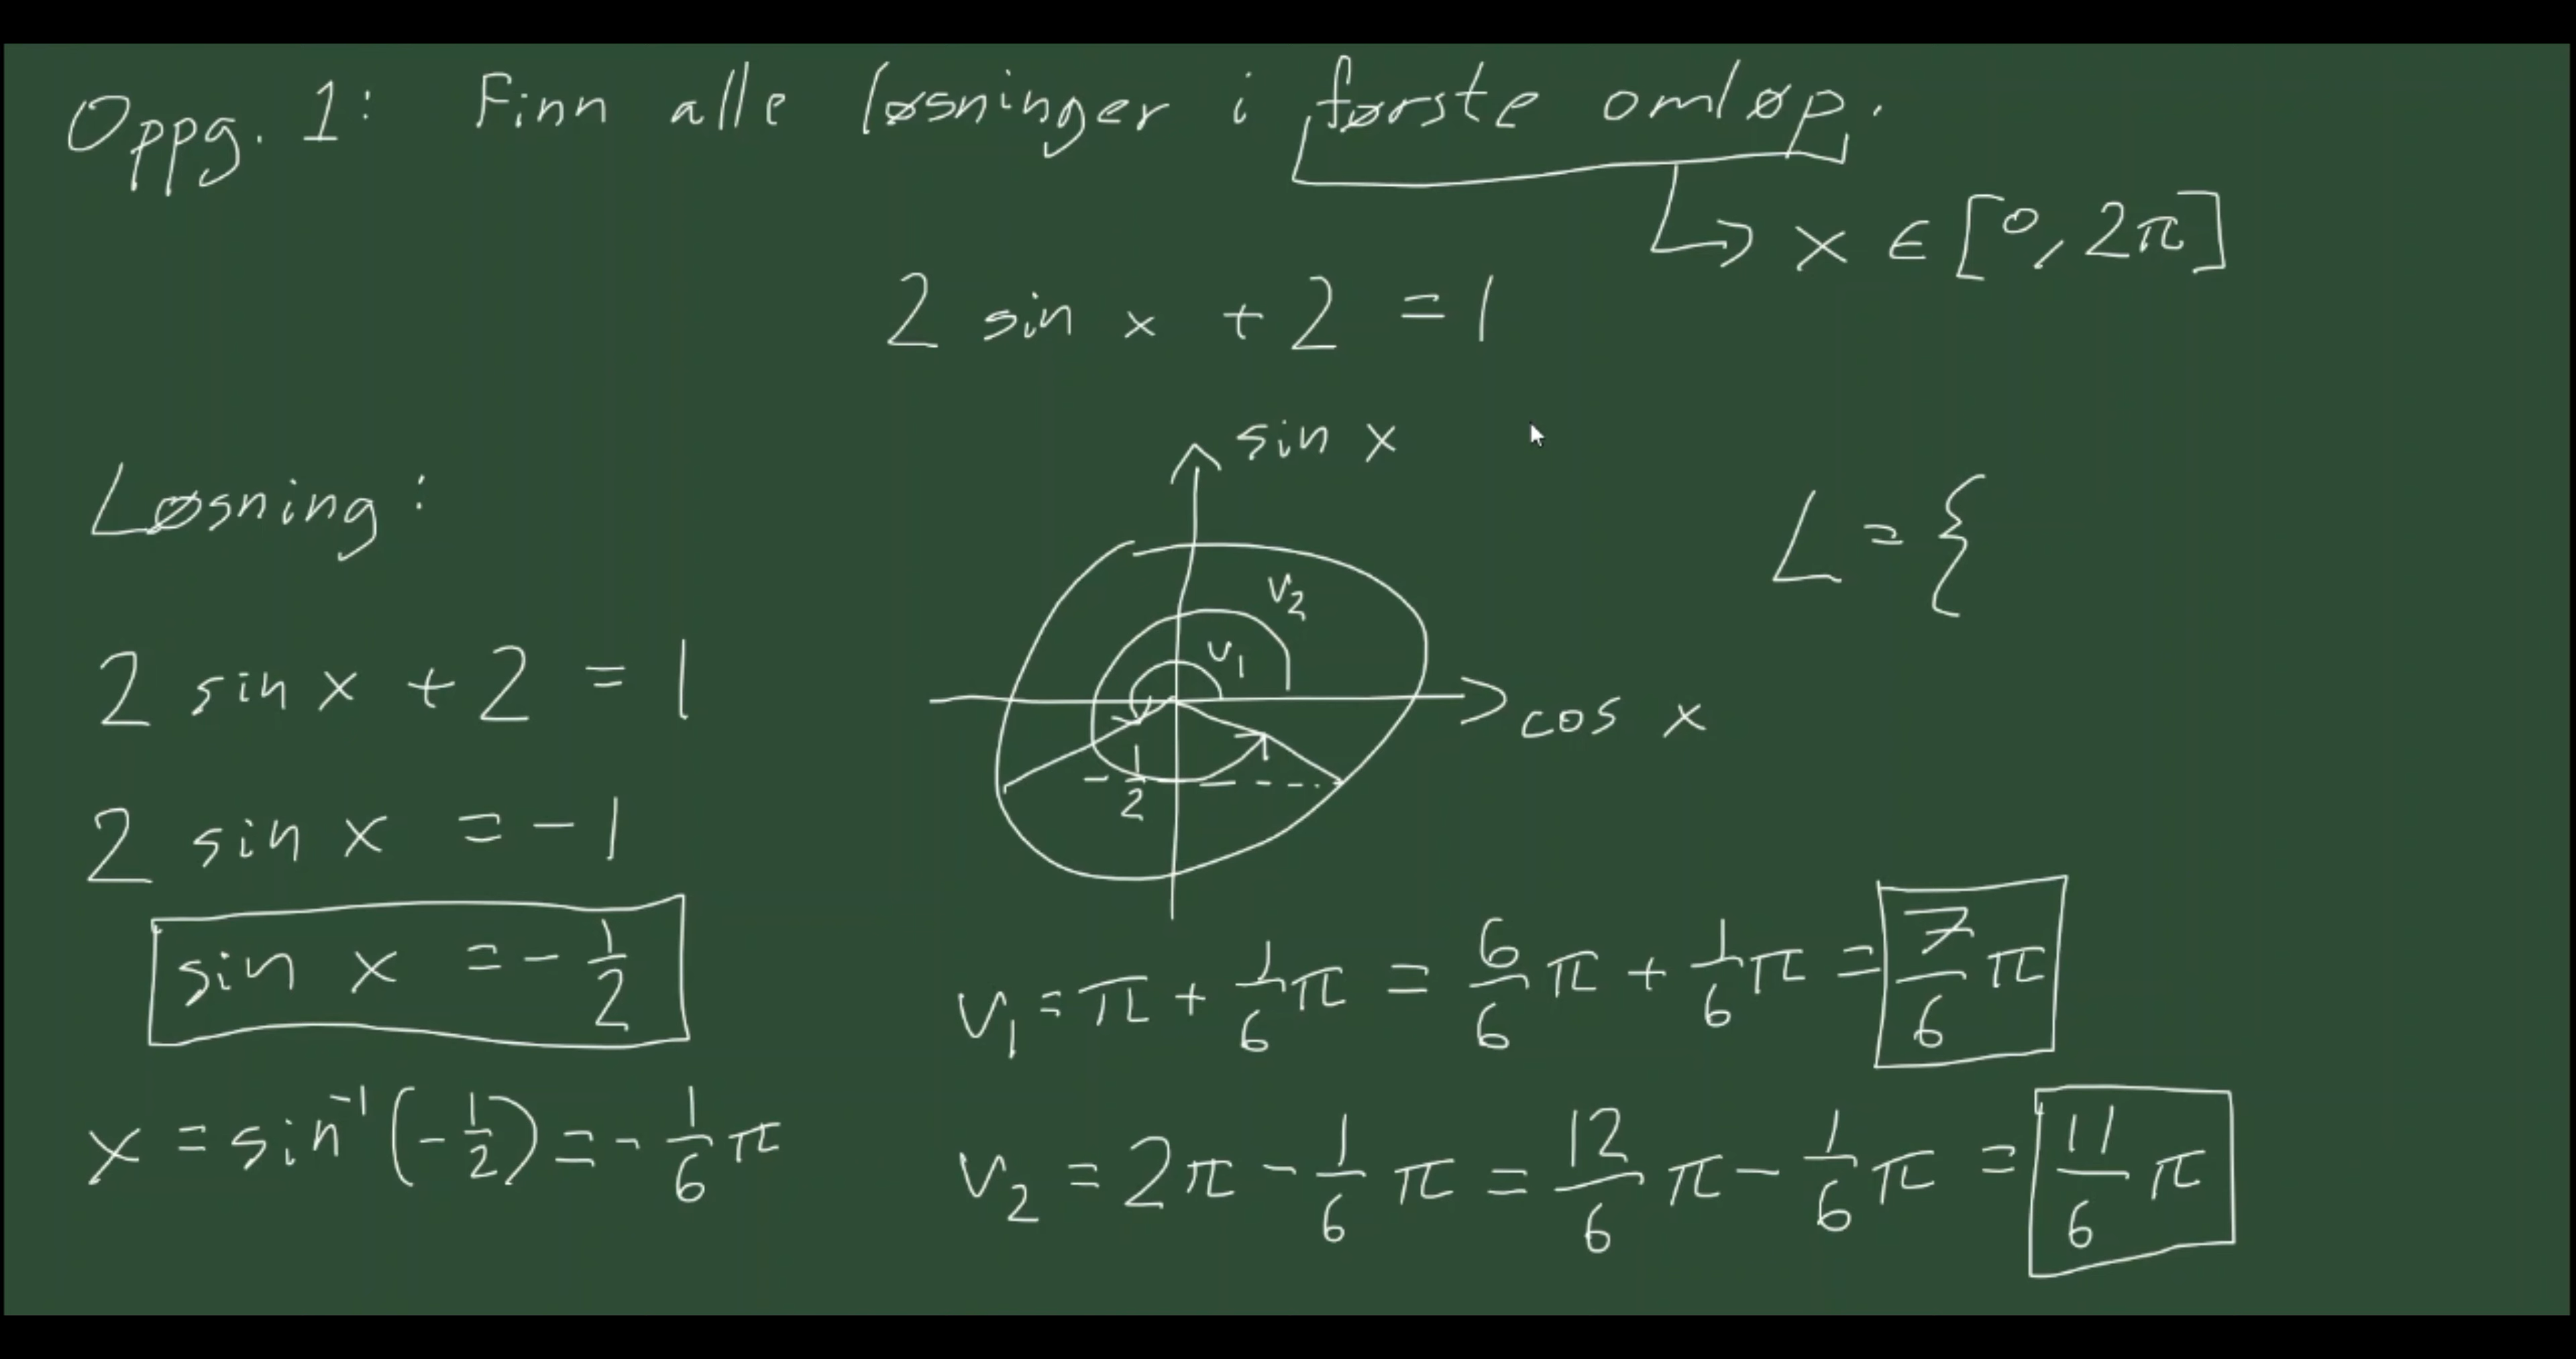 Oppg. 1: Finn alle løsninger i første omløp.
x ∈ [0, 2π]
2 sin x + 2 = 1
Løsning:
2 sin x + 2 = 1
2 sin x = -1
sin x = -1/2
x = sin⁻¹(-1/2) = -1/6 π
sin x
v₂
v₁
cos x
-1/2
L = {
v₁ = π + 1/6 π = 6/6 π + 1/6 π = 7/6 π
v₂ = 2π - 1/6 π = 12/6 π - 1/6 π = 11/6 π